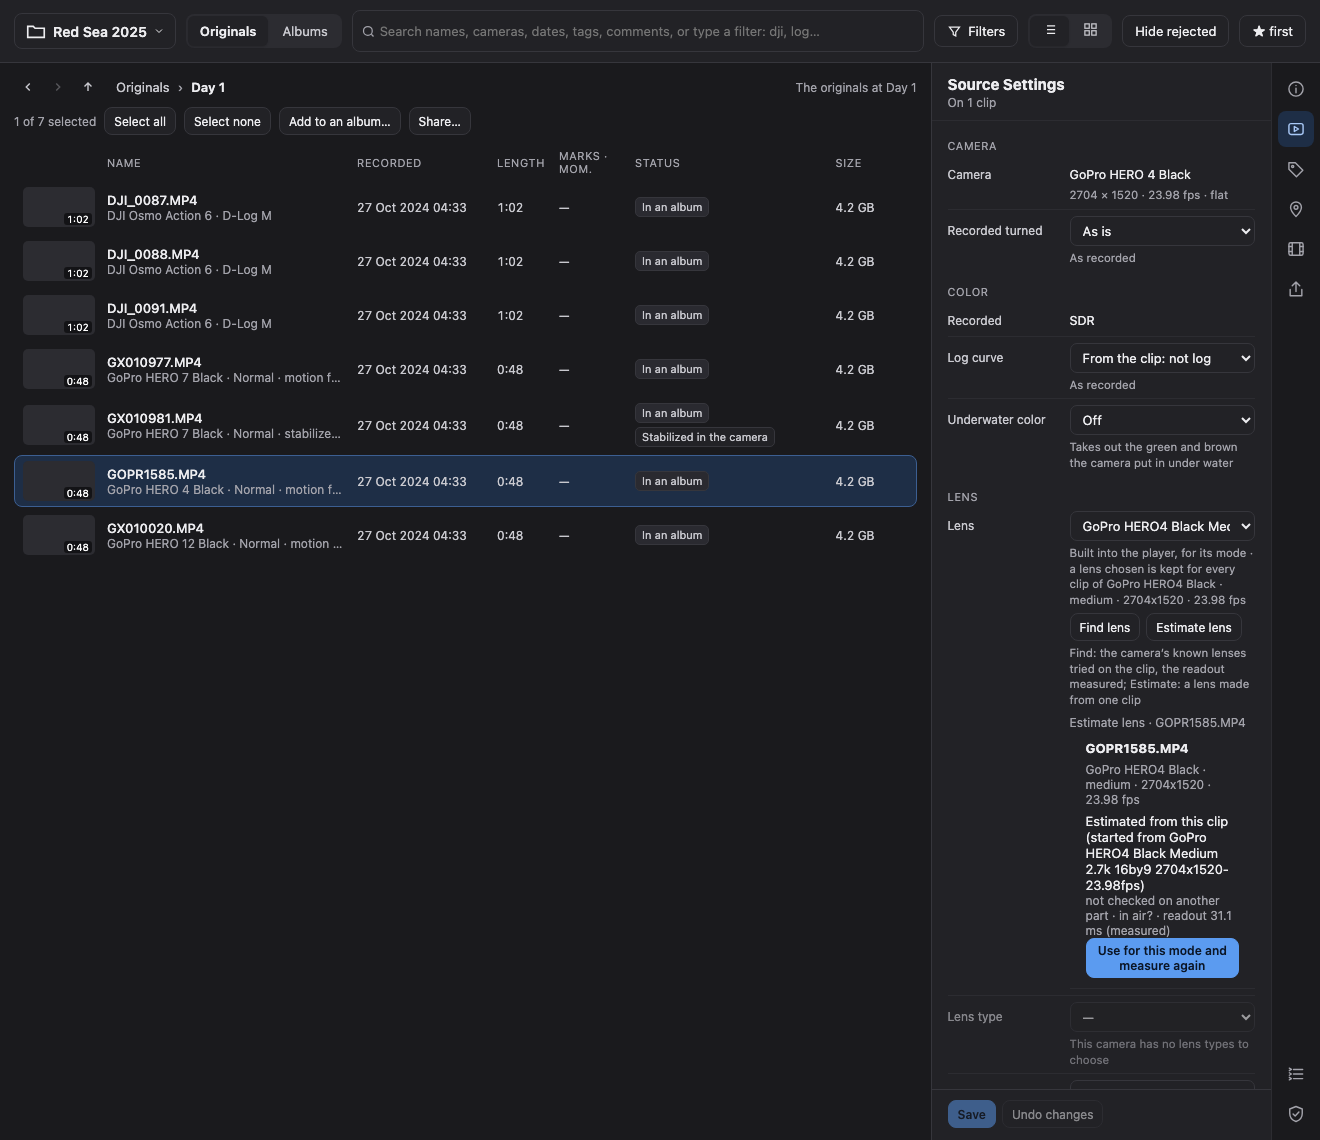 Red Sea 2025
Originals
Albums
Search names, cameras, dates, tags, comments, or type a filter: dji, log...
Filters
Hide rejected
★ first
Originals › Day 1
The originals at Day 1
1 of 7 selected
Select all
Select none
Add to an album...
Share...
NAME
RECORDED
LENGTH
MARKS · MOM.
STATUS
SIZE
1:02
DJI_0087.MP4
DJI Osmo Action 6 · D-Log M
27 Oct 2024 04:33
1:02
—
In an album
4.2 GB
1:02
DJI_0088.MP4
DJI Osmo Action 6 · D-Log M
27 Oct 2024 04:33
1:02
—
In an album
4.2 GB
1:02
DJI_0091.MP4
DJI Osmo Action 6 · D-Log M
27 Oct 2024 04:33
1:02
—
In an album
4.2 GB
0:48
GX010977.MP4
GoPro HERO 7 Black · Normal · motion f...
27 Oct 2024 04:33
0:48
—
In an album
4.2 GB
0:48
GX010981.MP4
GoPro HERO 7 Black · Normal · stabilize...
27 Oct 2024 04:33
0:48
—
In an album
Stabilized in the camera
4.2 GB
0:48
GOPR1585.MP4
GoPro HERO 4 Black · Normal · motion f...
27 Oct 2024 04:33
0:48
—
In an album
4.2 GB
0:48
GX010020.MP4
GoPro HERO 12 Black · Normal · motion ...
27 Oct 2024 04:33
0:48
—
In an album
4.2 GB
Source Settings
On 1 clip
CAMERA
Camera
GoPro HERO 4 Black
2704 × 1520 · 23.98 fps · flat
Recorded turned
As is
As recorded
COLOR
Recorded
SDR
Log curve
From the clip: not log
As recorded
Underwater color
Off
Takes out the green and brown
the camera put in under water
LENS
Lens
GoPro HERO4 Black Med
Built into the player, for its mode ·
a lens chosen is kept for every
clip of GoPro HERO4 Black ·
medium · 2704x1520 · 23.98 fps
Find lens
Estimate lens
Find: the camera's known lenses
tried on the clip, the readout
measured; Estimate: a lens made
from one clip
Estimate lens · GOPR1585.MP4
GOPR1585.MP4
GoPro HERO4 Black ·
medium · 2704x1520 ·
23.98 fps
Estimated from this clip
(started from GoPro
HERO4 Black Medium
2.7k 16by9 2704x1520-
23.98fps)
not checked on another
part · in air? · readout 31.1
ms (measured)
Use for this mode and
measure again
Lens type
—
This camera has no lens types to
choose
Save
Undo changes